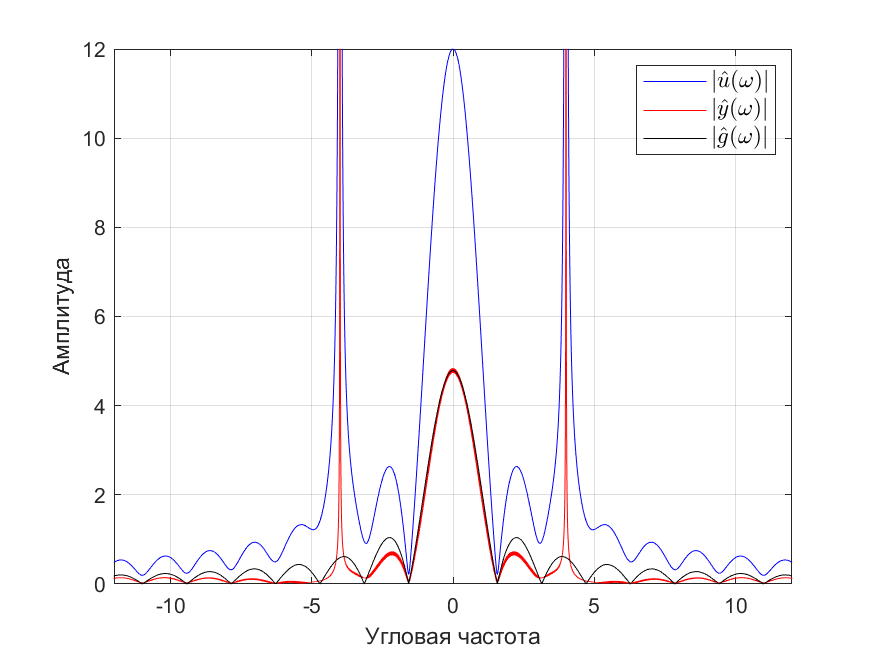 12
10
8
6
4
2
0
Амплитуда
|û(ω)|
|ŷ(ω)|
|ĝ(ω)|
-10 -5 0 5 10
Угловая частота